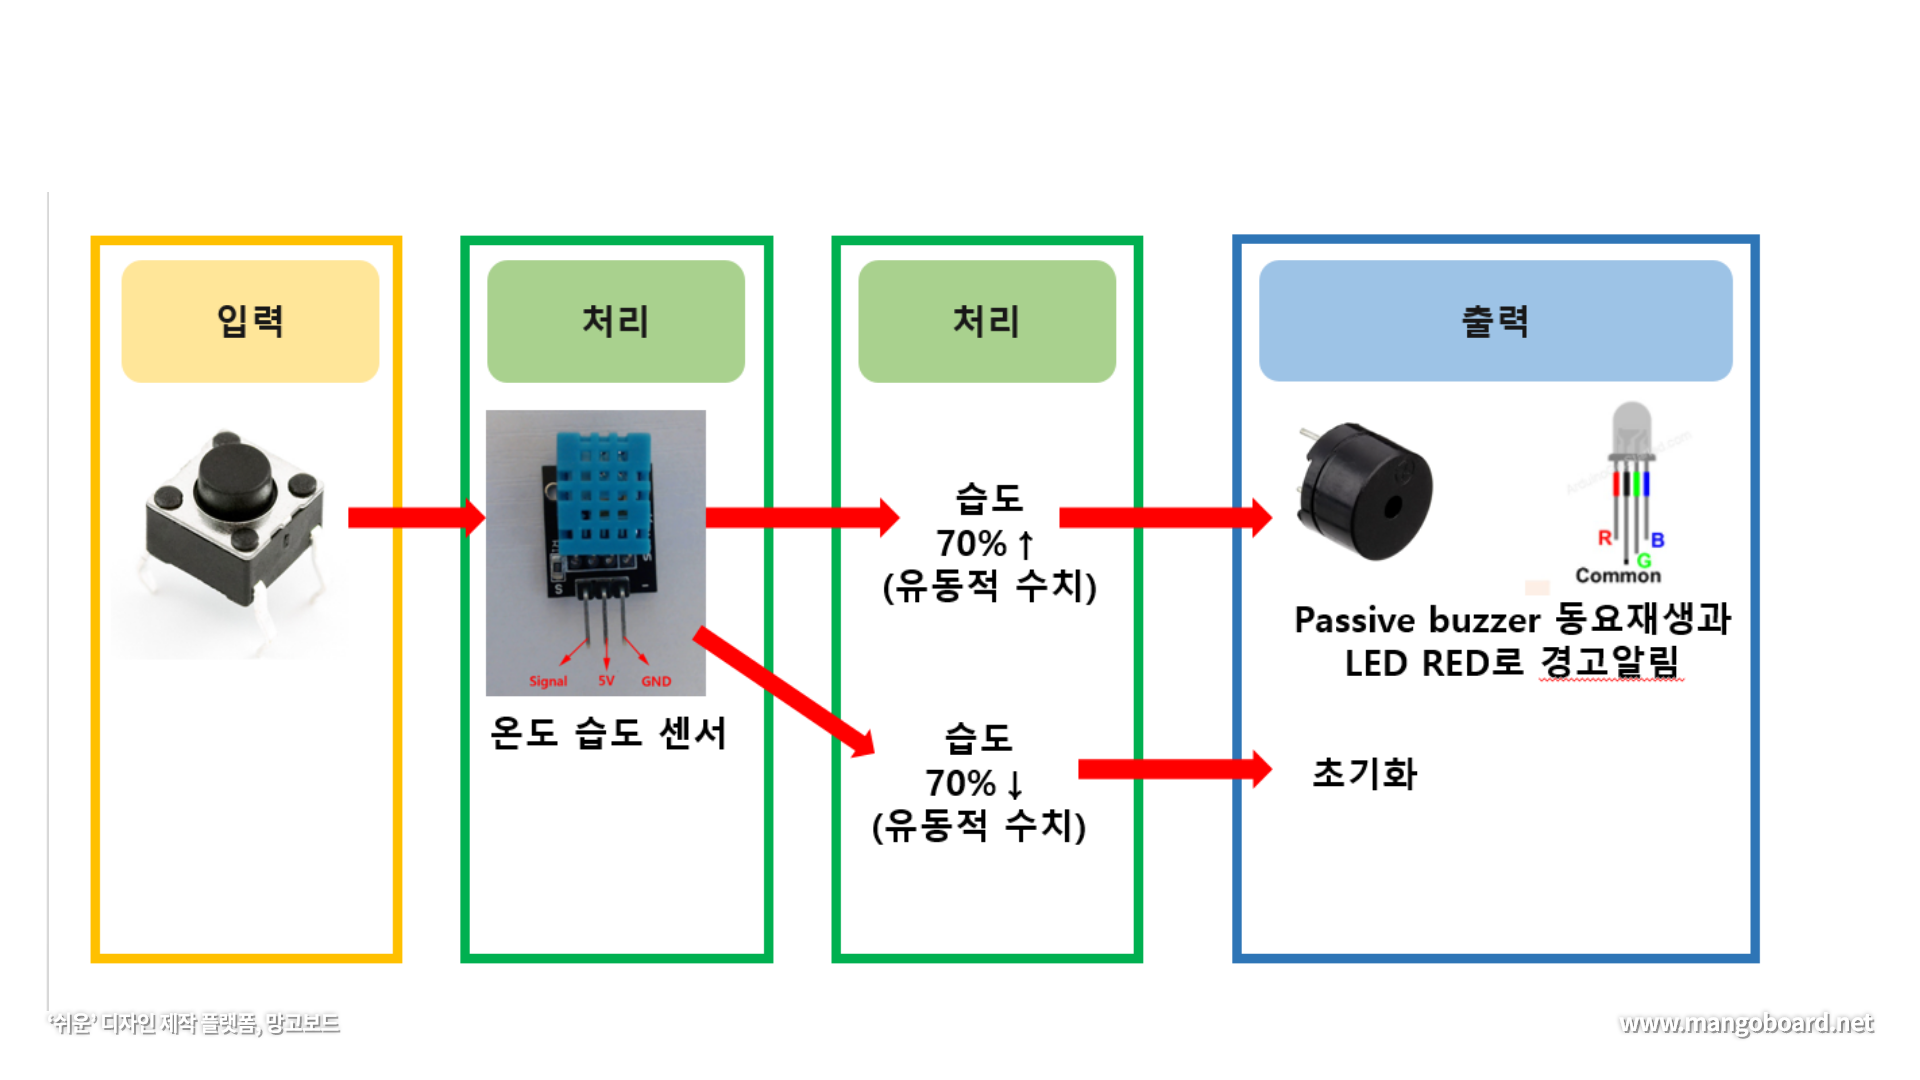 입력
처리
처리
출력
Signal 5V GND
온도 습도 센서
습도
70%↑
(유동적 수치)
습도
70%↓
(유동적 수치)
R
B
G
Common
Passive buzzer 동요재생과
LED RED로 경고알림
초기화
'쉬운' 디자인 제작 플랫폼, 망고보드
www.mangoboard.net